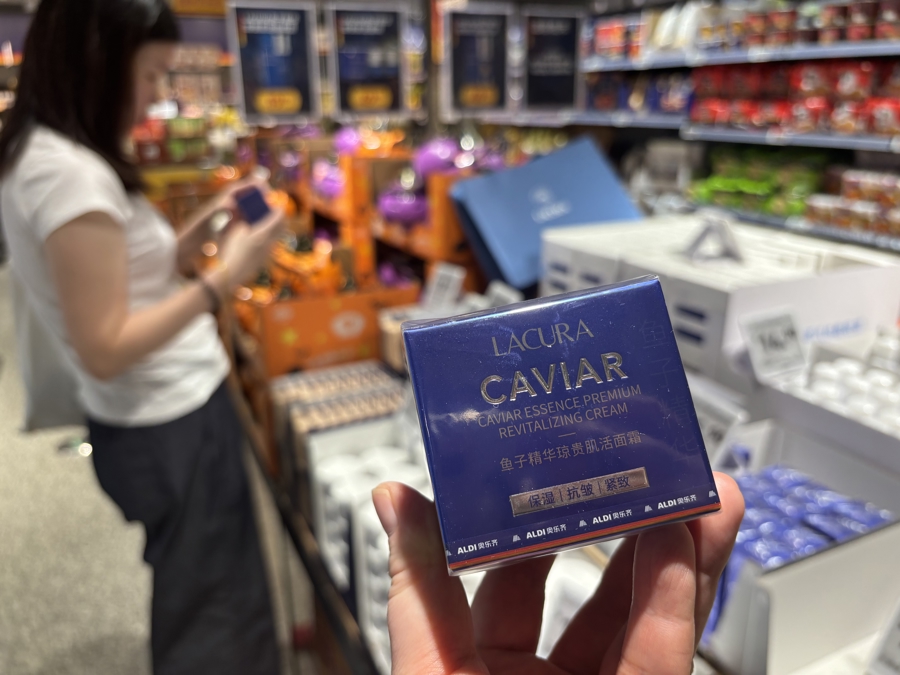 LACURA
CAVIAR
CAVIAR ESSENCE PREMIUM
REVITALIZING CREAM
鱼子精华琼贵肌活面霜
保湿 | 抗皱 | 紧致
ALDI 奥乐齐 ALDI 奥乐齐 ALDI 奥乐齐 ALDI 奥乐齐